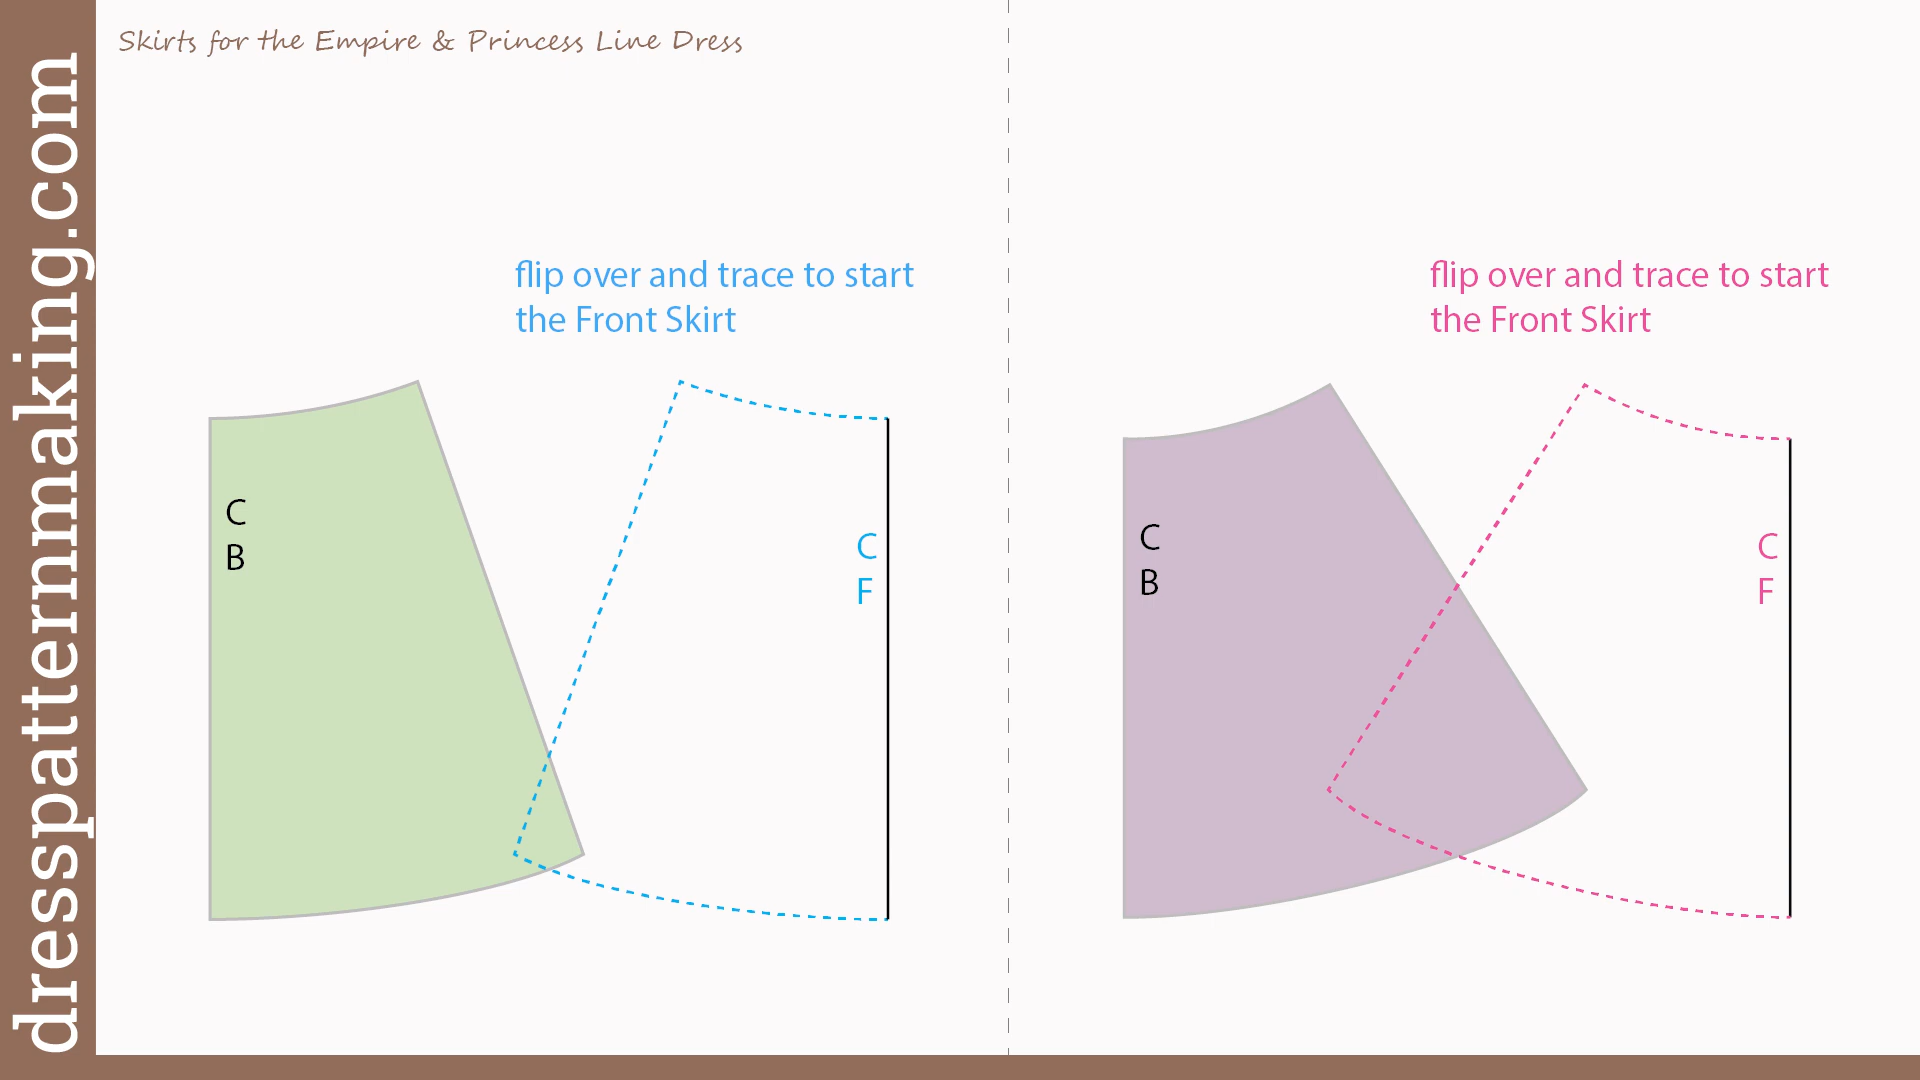 dresspatternmaking.com
Skirts for the Empire & Princess Line Dress
flip over and trace to start
the Front Skirt
C
B
C
F
flip over and trace to start
the Front Skirt
C
B
C
F